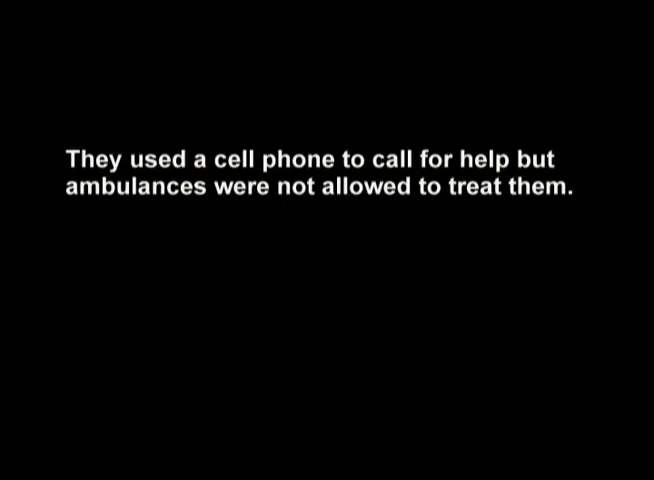 They used a cell phone to call for help but
ambulances were not allowed to treat them.